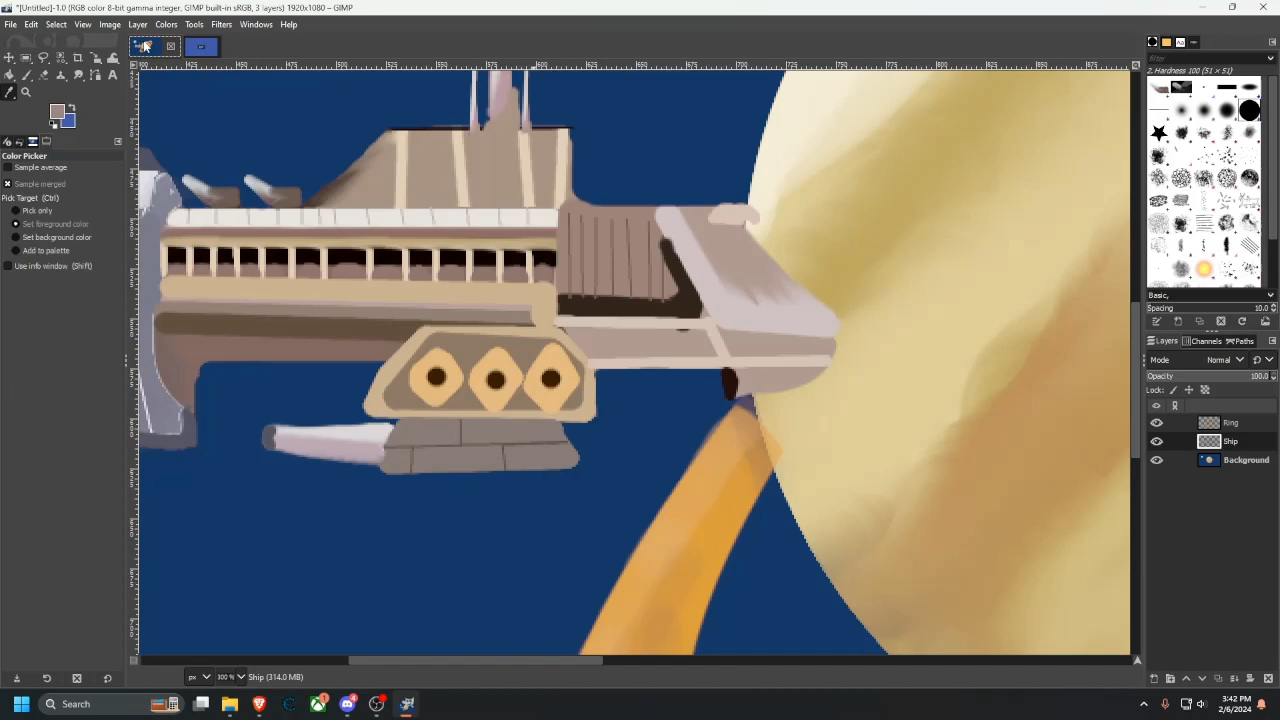 *[Untitled]-1.0 (RGB color 8-bit gamma integer, GIMP built-in sRGB, 3 layers) 1920x1080 – GIMP
File Edit Select View Image Layer Colors Tools Filters Windows Help
filter
2. Hardness 100 (51 × 51)
Color Picker
Sample average
Sample merged
Pick Target (Ctrl)
Pick only
Set foreground color
Set background color
Add to palette
Use info window (Shift)
Basic,
Spacing 10.0
Layers Channels Paths
Mode Normal
Opacity 100.0
Lock:
Ring
Ship
Background
px 300 % Ship (314.0 MB)
Search
1
4
3:42 PM
2/6/2024